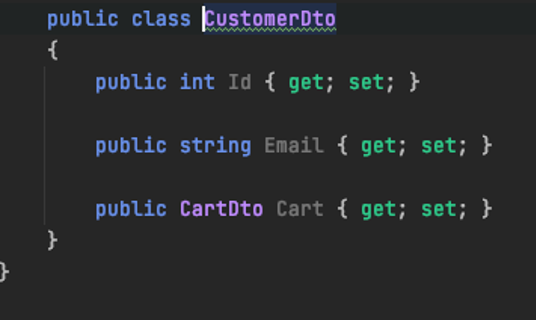 public class CustomerDto
{
public int Id { get; set; }
public string Email { get; set; }
public CartDto Cart { get; set; }
}
}